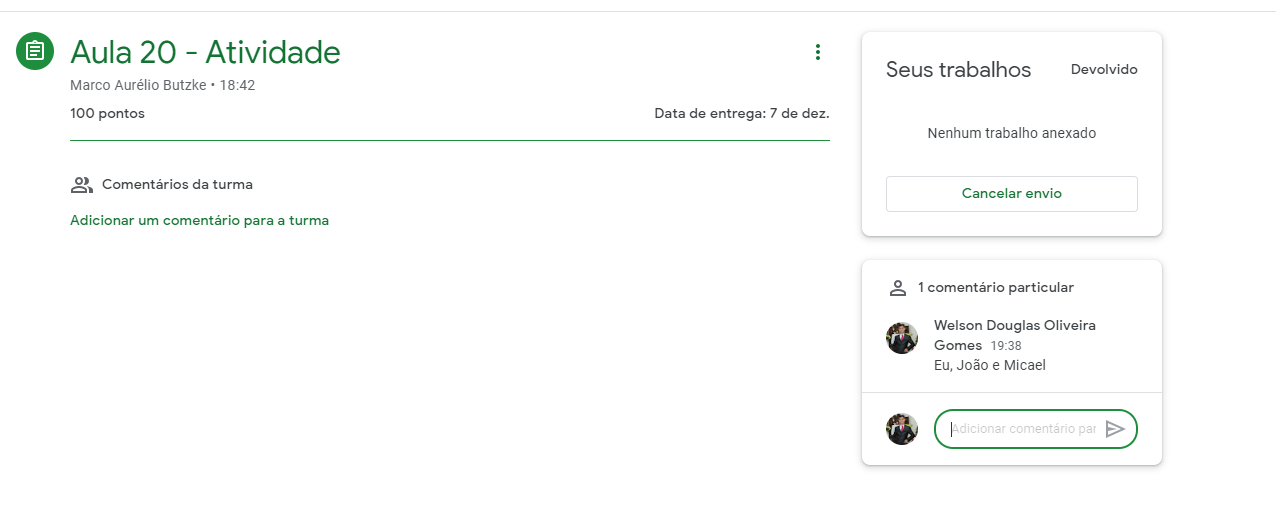 Aula 20 - Atividade
Marco Aurélio Butzke • 18:42
100 pontos
Data de entrega: 7 de dez.
Comentários da turma
Adicionar um comentário para a turma
Seus trabalhos
Devolvido
Nenhum trabalho anexado
Cancelar envio
1 comentário particular
Welson Douglas Oliveira
Gomes 19:38
Eu, João e Micael
Adicionar comentário par